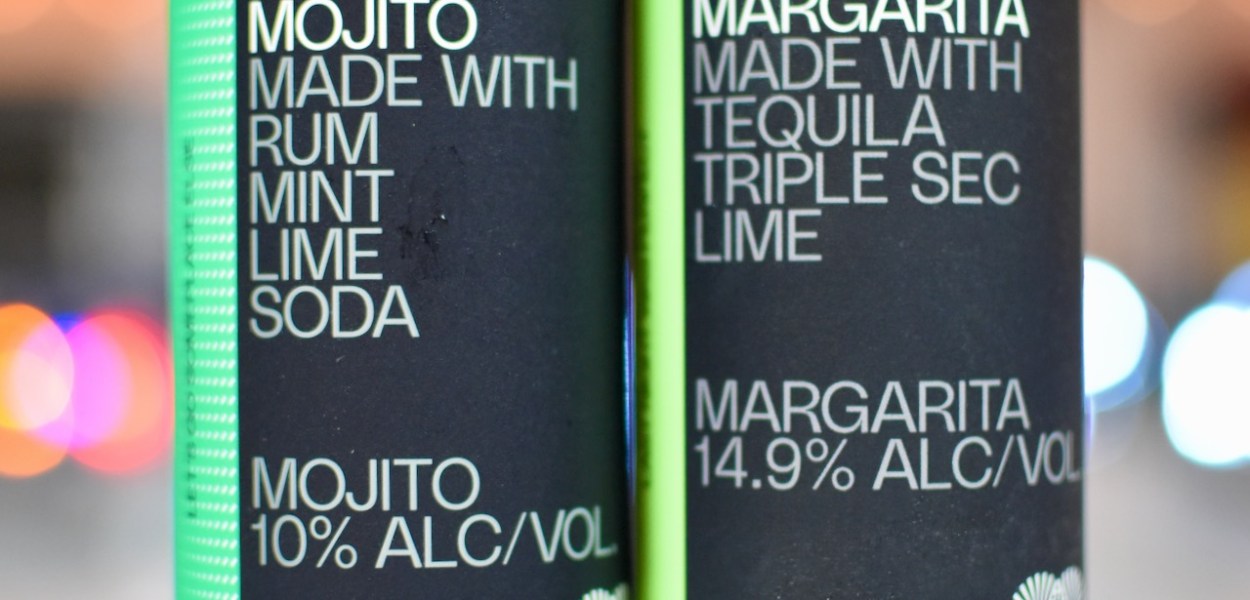 MOJITO
MADE WITH
RUM
MINT
LIME
SODA
MOJITO
10% ALC/VOL.
MARGARITA
MADE WITH
TEQUILA
TRIPLE SEC
LIME
MARGARITA
14.9% ALC/VOL